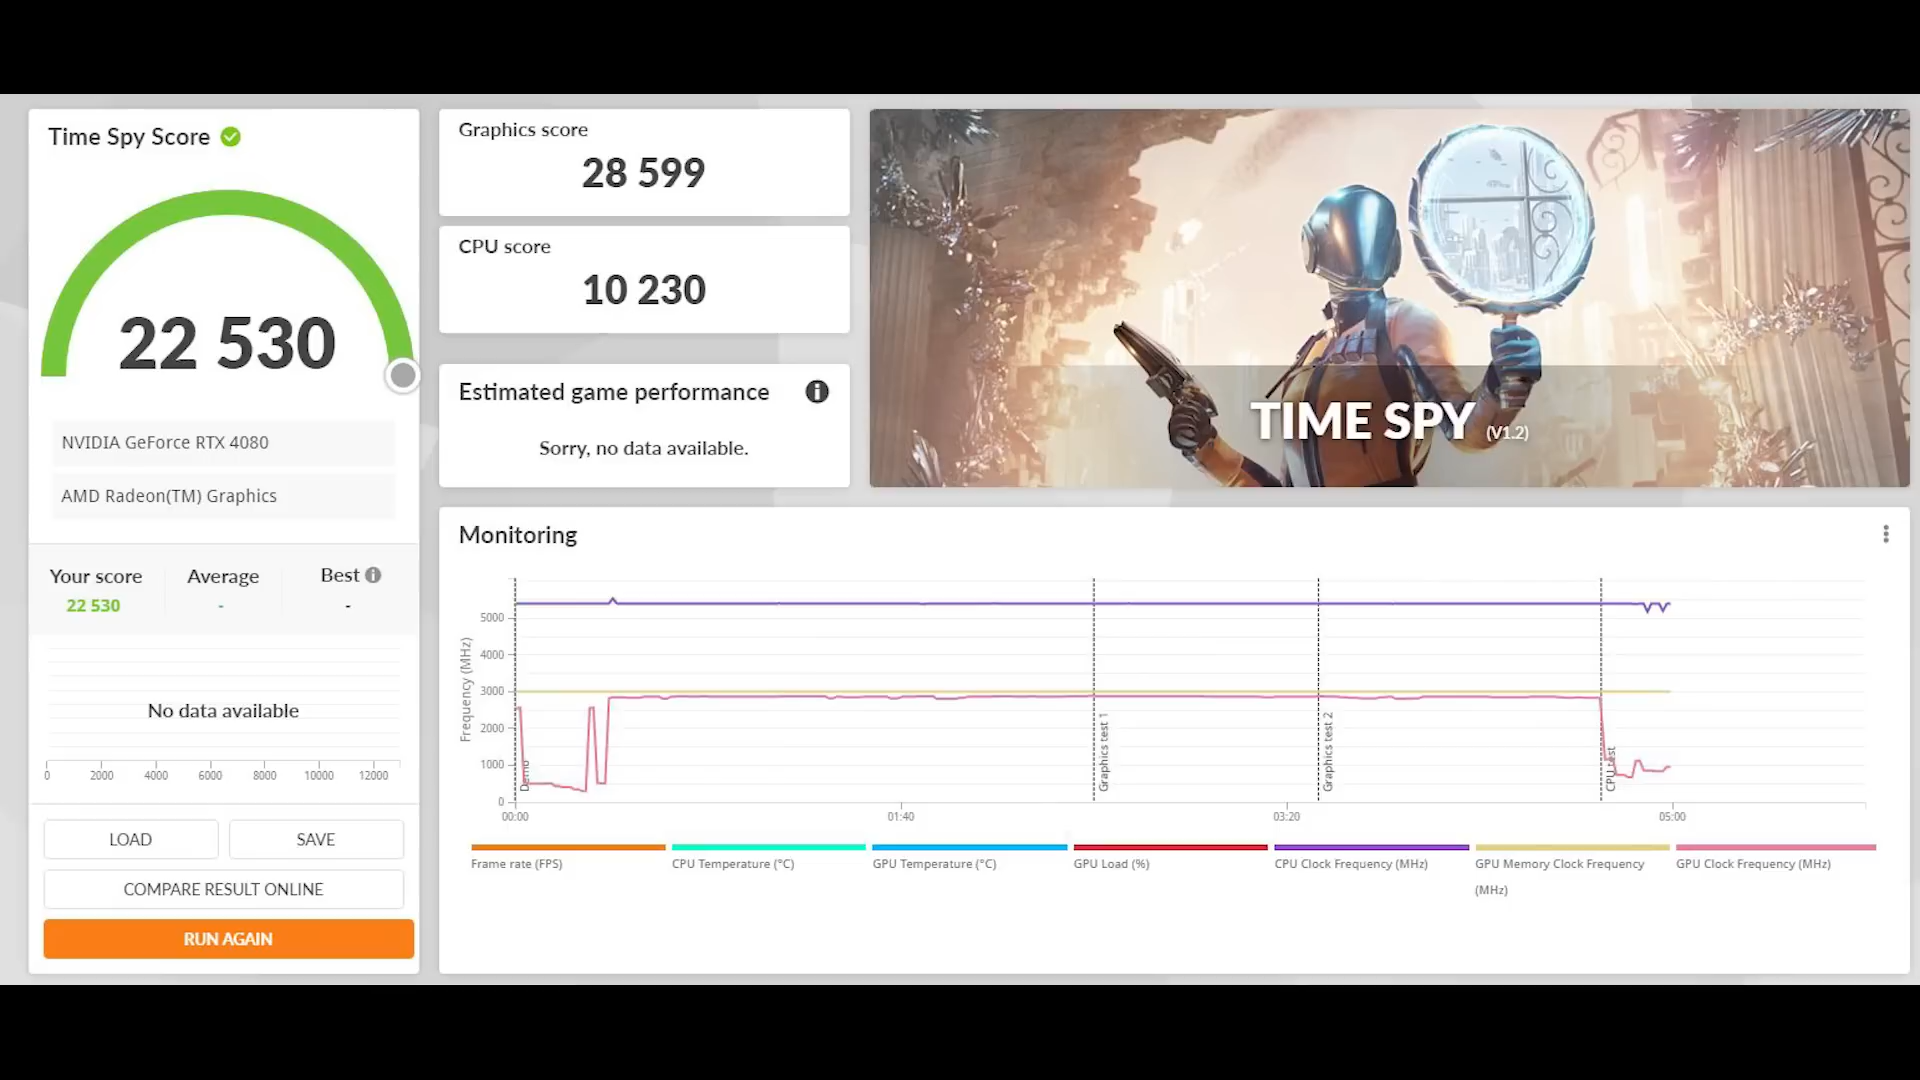 Time Spy Score
22 530
NVIDIA GeForce RTX 4080
AMD Radeon(TM) Graphics
Your score
Average
Best
22 530
-
-
No data available
0
2000
4000
6000
8000
10000
12000
LOAD
SAVE
COMPARE RESULT ONLINE
RUN AGAIN
Graphics score
28 599
CPU score
10 230
Estimated game performance
Sorry, no data available.
TIME SPY (V1.2)
Monitoring
Frequency (MHz)
5000
4000
3000
2000
1000
0
Demo
Graphics test 1
Graphics test 2
CPU test
00:00
01:40
03:20
05:00
Frame rate (FPS)
CPU Temperature (°C)
GPU Temperature (°C)
GPU Load (%)
CPU Clock Frequency (MHz)
GPU Memory Clock Frequency
(MHz)
GPU Clock Frequency (MHz)